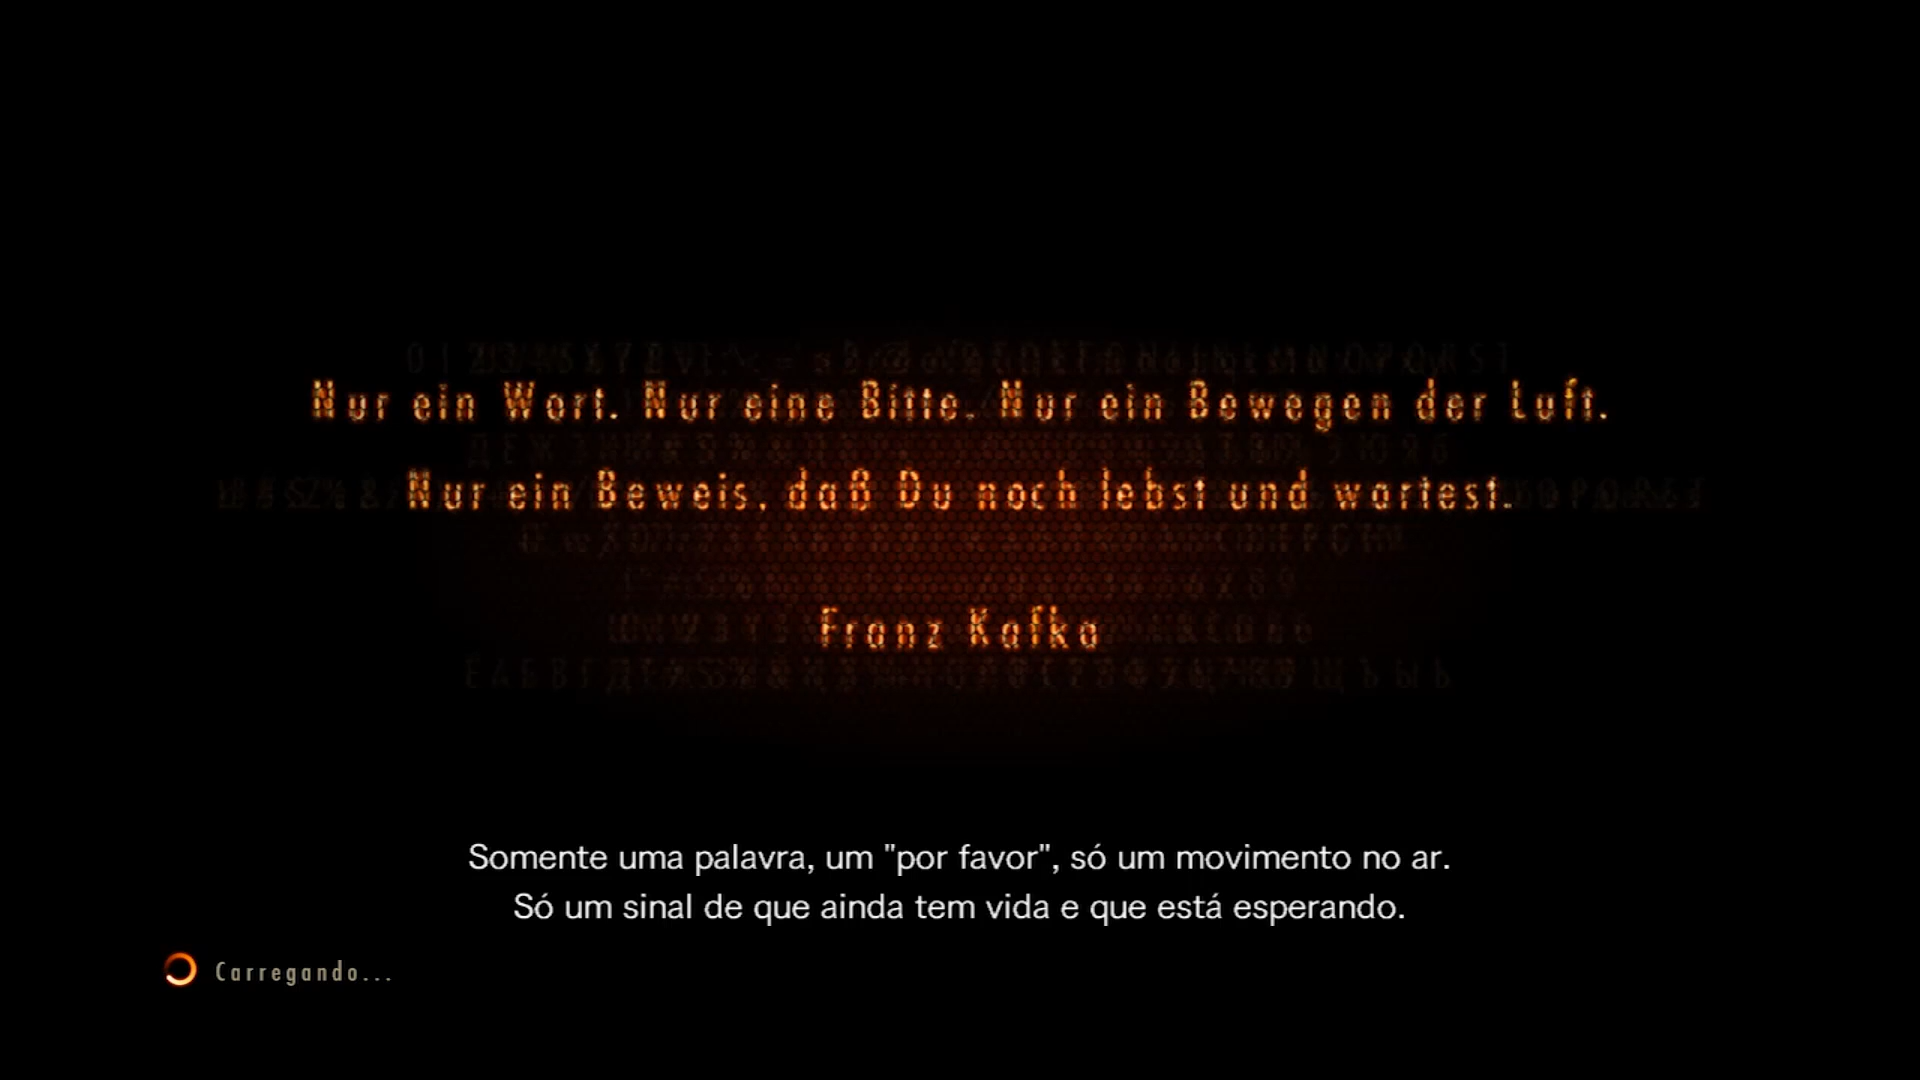 Nur ein Wort. Nur eine Bitte. Nur ein Bewegen der Luft.
Nur ein Beweis, daß Du noch lebst und wartest.
Franz Kafka
Somente uma palavra, um "por favor", só um movimento no ar.
Só um sinal de que ainda tem vida e que está esperando.
Carregando...